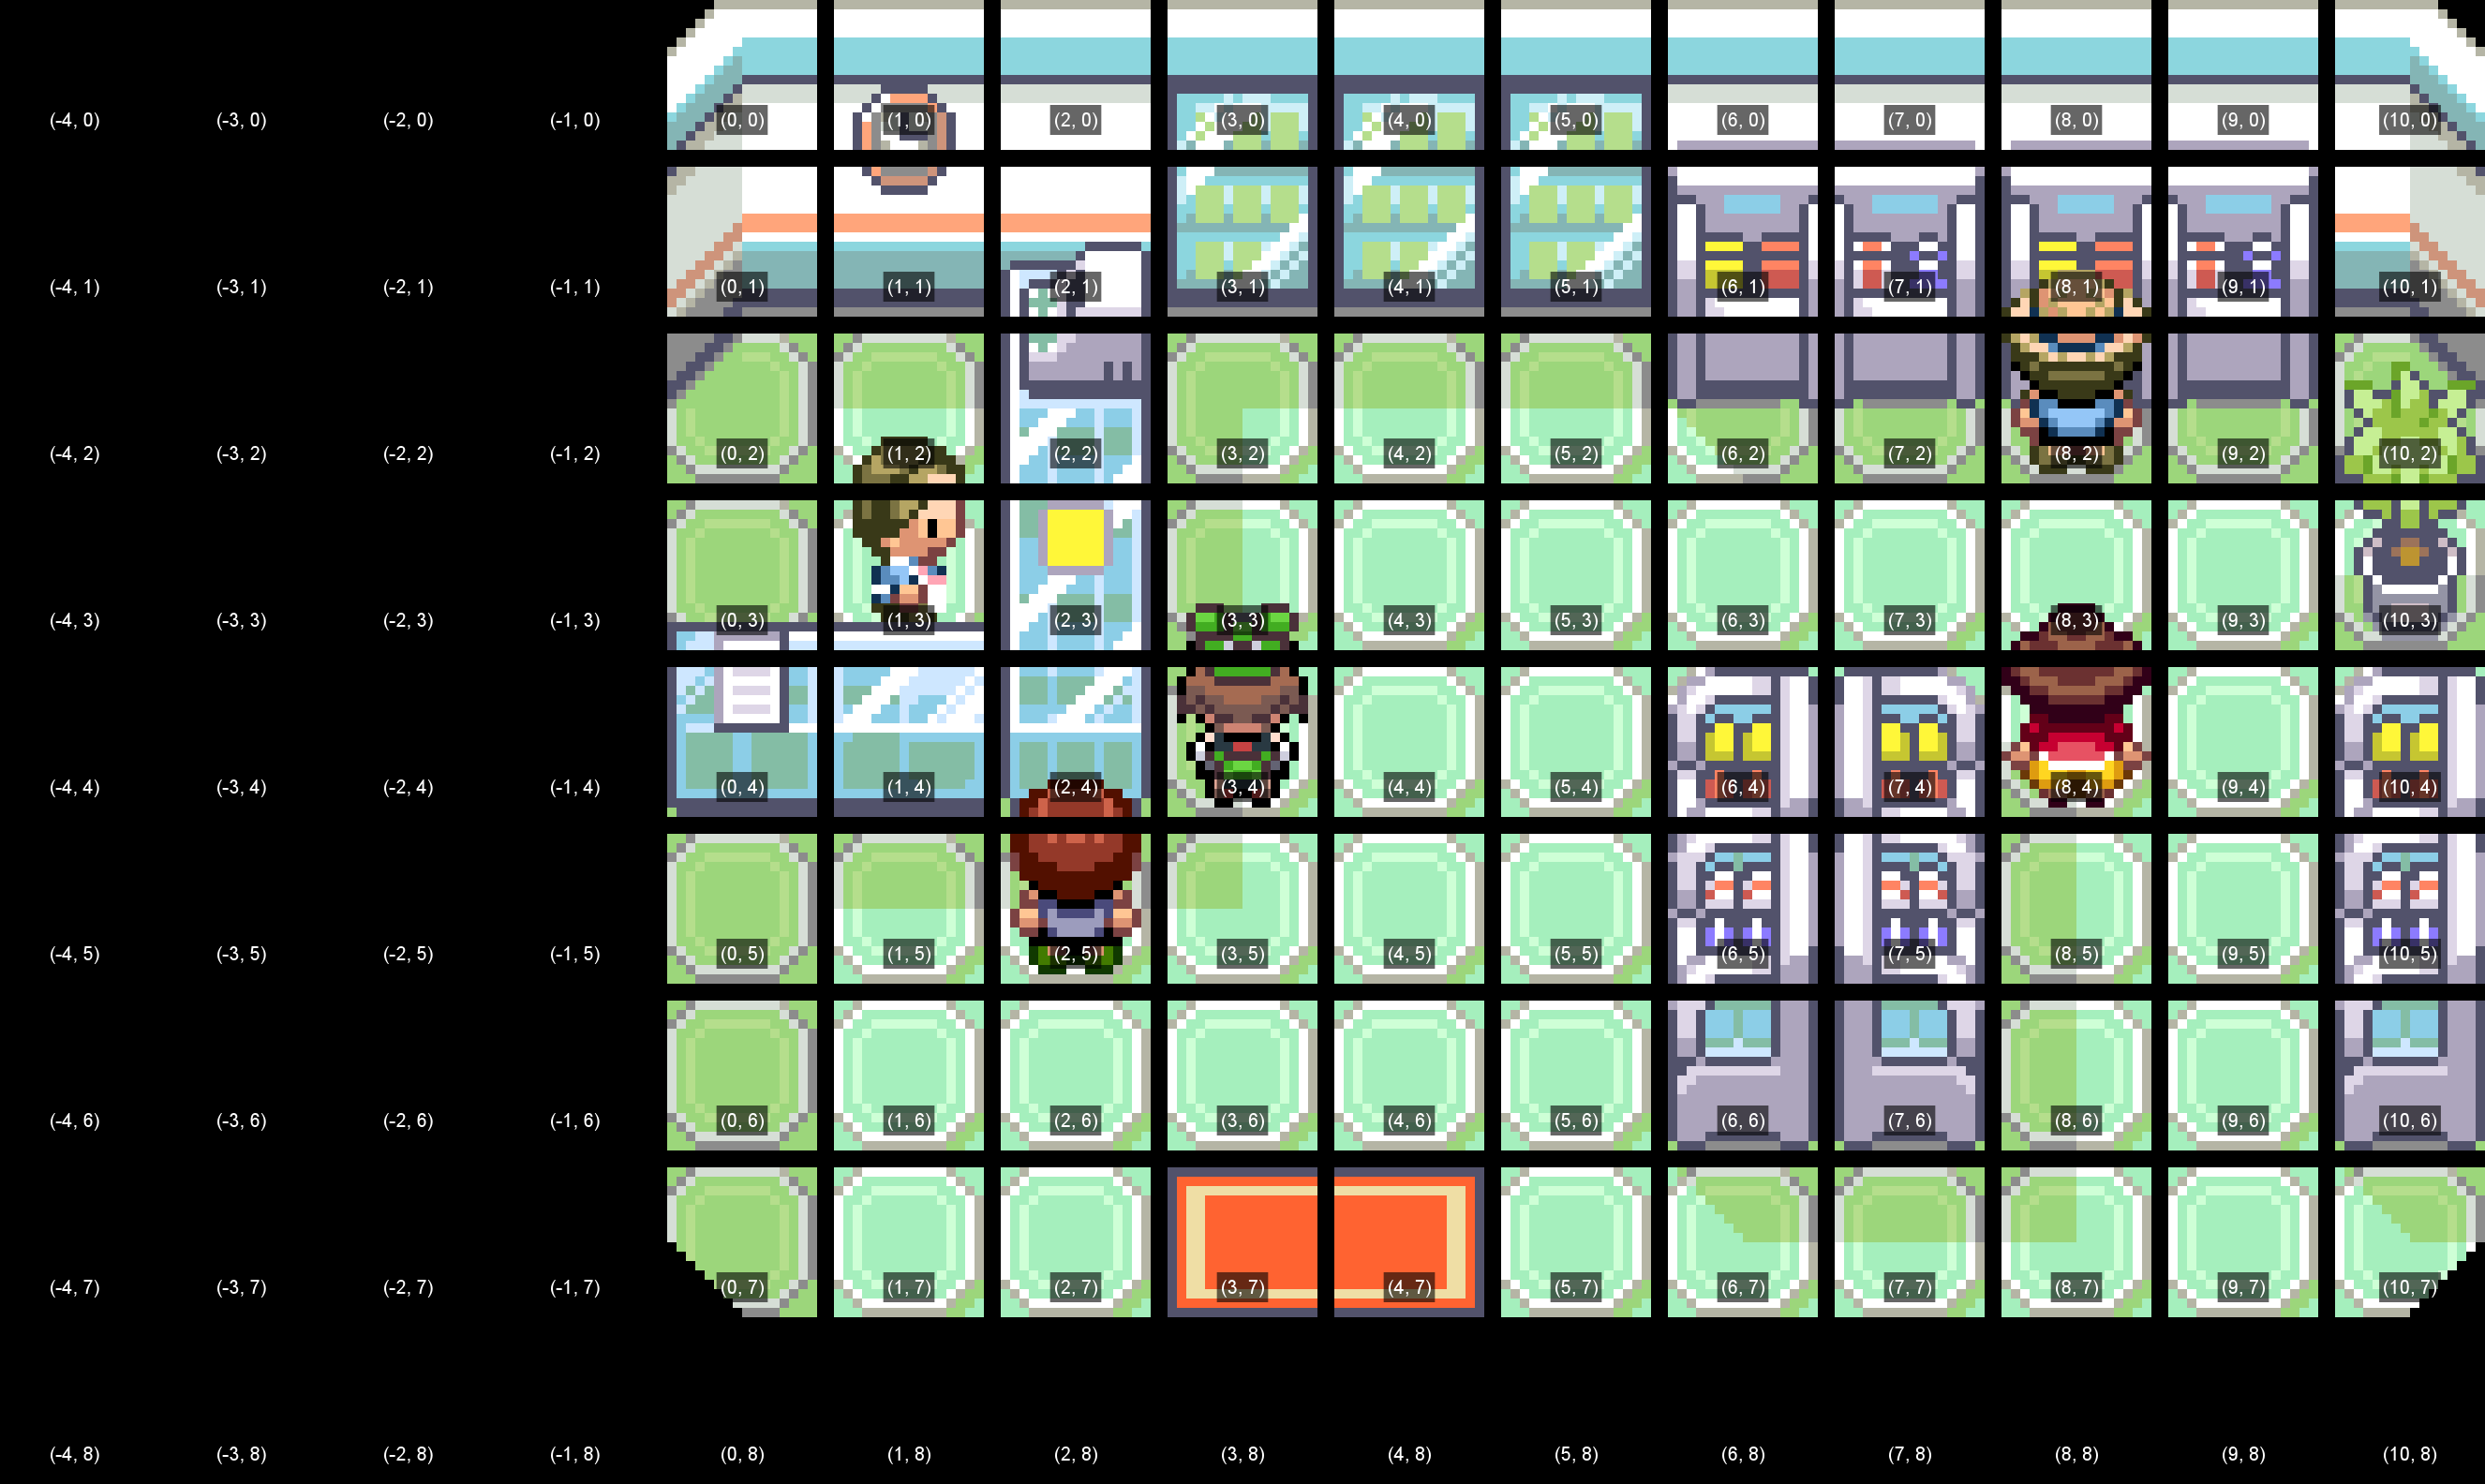 (-4, 0) (-3, 0) (-2, 0) (-1, 0) (0, 0) (1, 0) (2, 0) (3, 0) (4, 0) (5, 0) (6, 0) (7, 0) (8, 0) (9, 0) (10, 0)
(-4, 1) (-3, 1) (-2, 1) (-1, 1) (0, 1) (1, 1) (2, 1) (3, 1) (4, 1) (5, 1) (6, 1) (7, 1) (8, 1) (9, 1) (10, 1)
(-4, 2) (-3, 2) (-2, 2) (-1, 2) (0, 2) (1, 2) (2, 2) (3, 2) (4, 2) (5, 2) (6, 2) (7, 2) (8, 2) (9, 2) (10, 2)
(-4, 3) (-3, 3) (-2, 3) (-1, 3) (0, 3) (1, 3) (2, 3) (3, 3) (4, 3) (5, 3) (6, 3) (7, 3) (8, 3) (9, 3) (10, 3)
(-4, 4) (-3, 4) (-2, 4) (-1, 4) (0, 4) (1, 4) (2, 4) (3, 4) (4, 4) (5, 4) (6, 4) (7, 4) (8, 4) (9, 4) (10, 4)
(-4, 5) (-3, 5) (-2, 5) (-1, 5) (0, 5) (1, 5) (2, 5) (3, 5) (4, 5) (5, 5) (6, 5) (7, 5) (8, 5) (9, 5) (10, 5)
(-4, 6) (-3, 6) (-2, 6) (-1, 6) (0, 6) (1, 6) (2, 6) (3, 6) (4, 6) (5, 6) (6, 6) (7, 6) (8, 6) (9, 6) (10, 6)
(-4, 7) (-3, 7) (-2, 7) (-1, 7) (0, 7) (1, 7) (2, 7) (3, 7) (4, 7) (5, 7) (6, 7) (7, 7) (8, 7) (9, 7) (10, 7)
(-4, 8) (-3, 8) (-2, 8) (-1, 8) (0, 8) (1, 8) (2, 8) (3, 8) (4, 8) (5, 8) (6, 8) (7, 8) (8, 8) (9, 8) (10, 8)